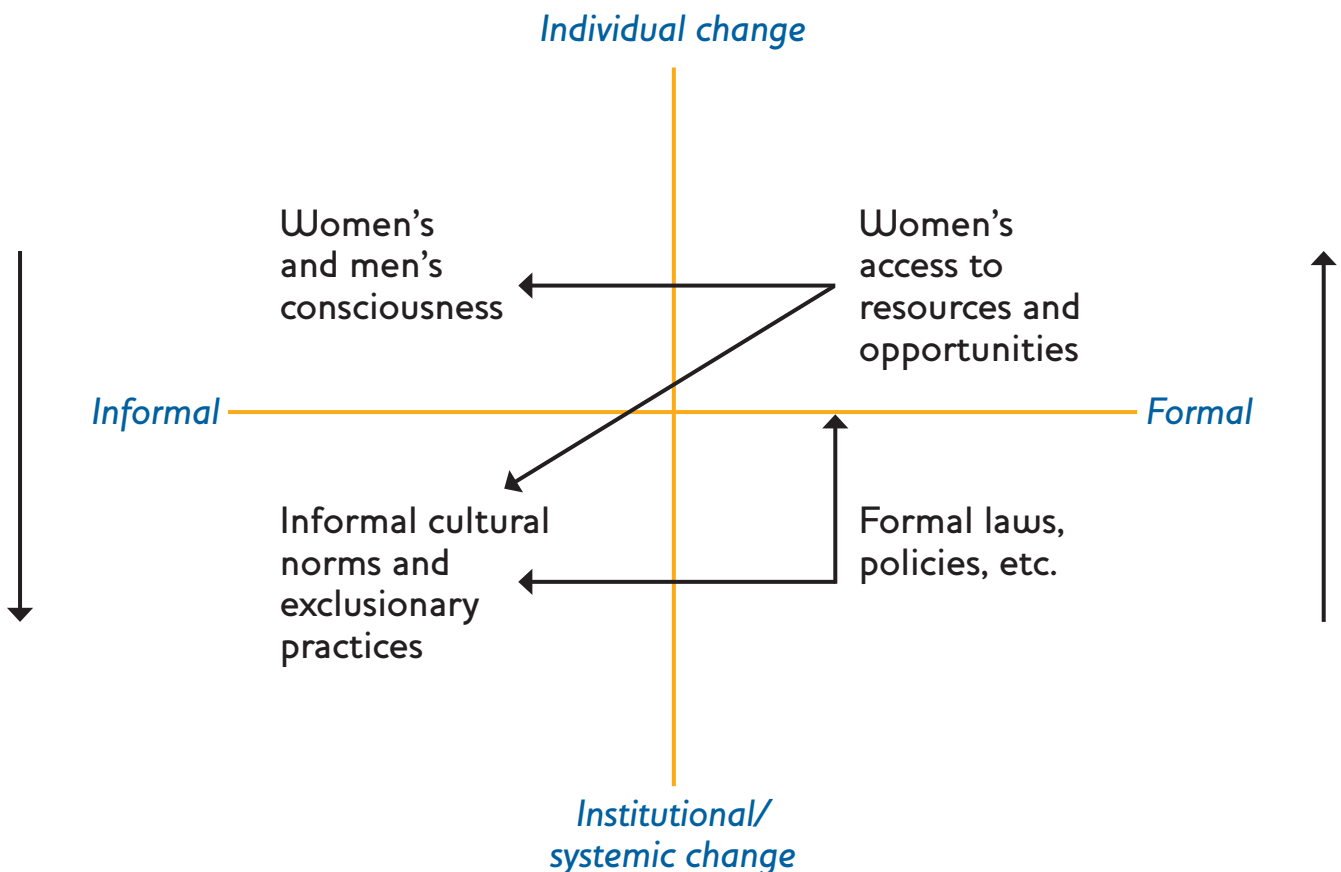 Individual change
Women's
and men's
consciousness
Women's
access to
resources and
opportunities
Informal
Formal
Informal cultural
norms and
exclusionary
practices
Formal laws,
policies, etc.
Institutional/
systemic change